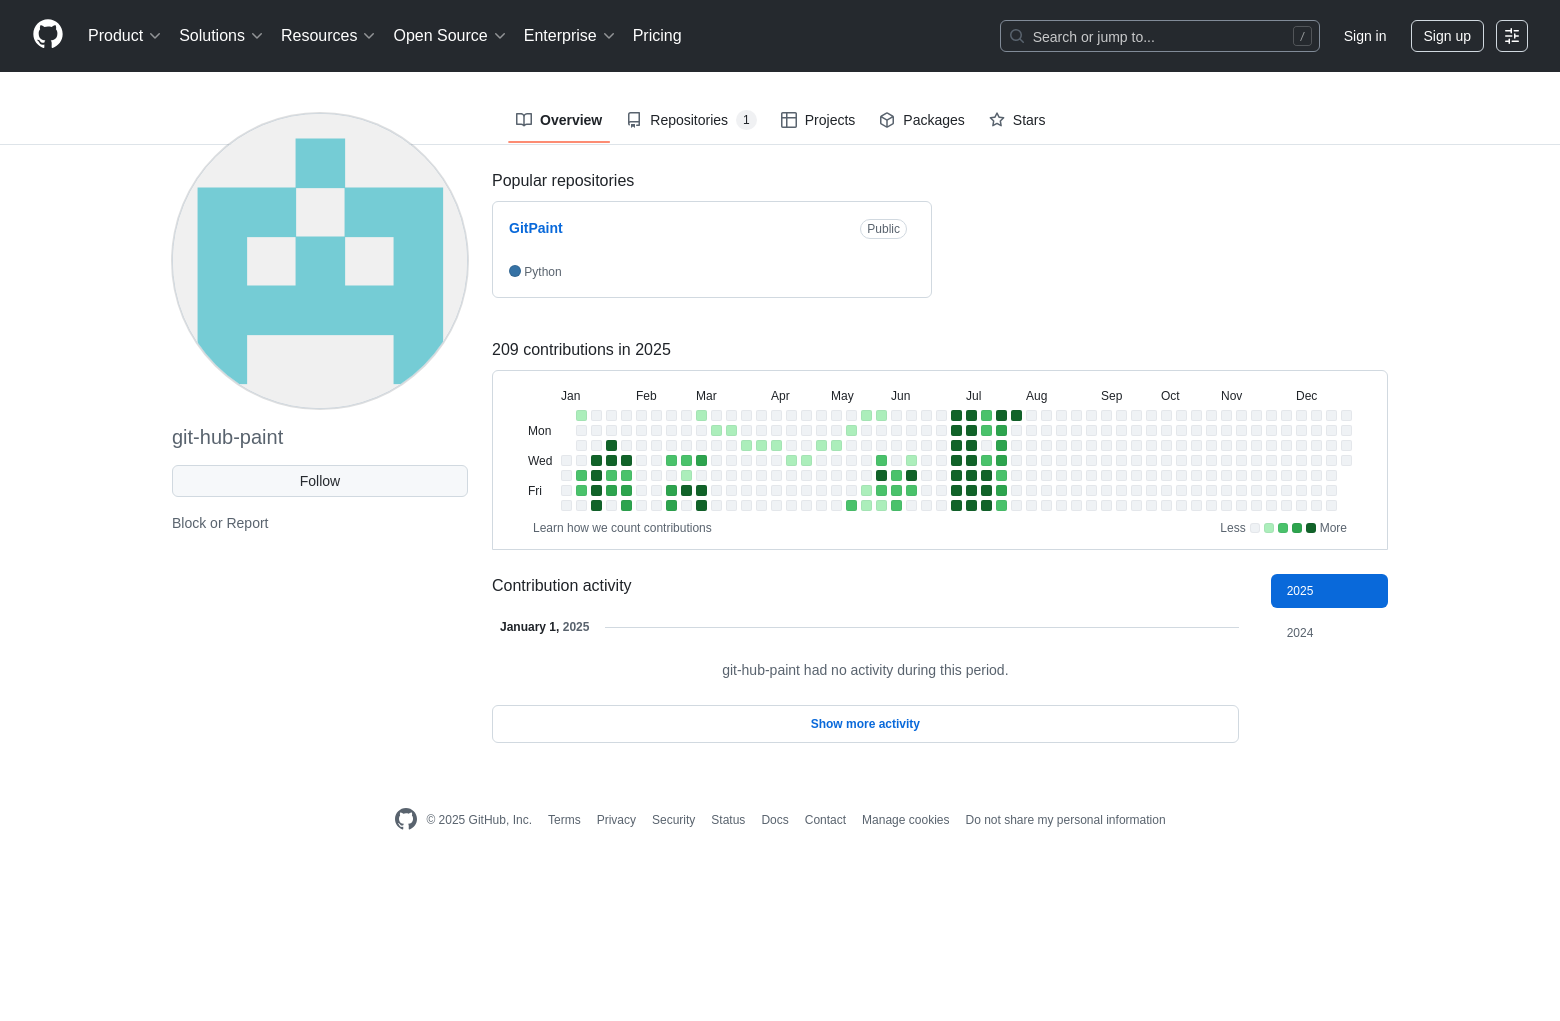 Product Solutions Resources Open Source Enterprise Pricing Search or jump to... / Sign in Sign up
Overview Repositories 1 Projects Packages Stars
git-hub-paint
Follow
Block or Report
Popular repositories
GitPaint Public
Python
209 contributions in 2025
Jan Feb Mar Apr May Jun Jul Aug Sep Oct Nov Dec
Mon
Wed
Fri
Learn how we count contributions Less More
Contribution activity
2025
2024
January 1, 2025
git-hub-paint had no activity during this period.
Show more activity
© 2025 GitHub, Inc. Terms Privacy Security Status Docs Contact Manage cookies Do not share my personal information